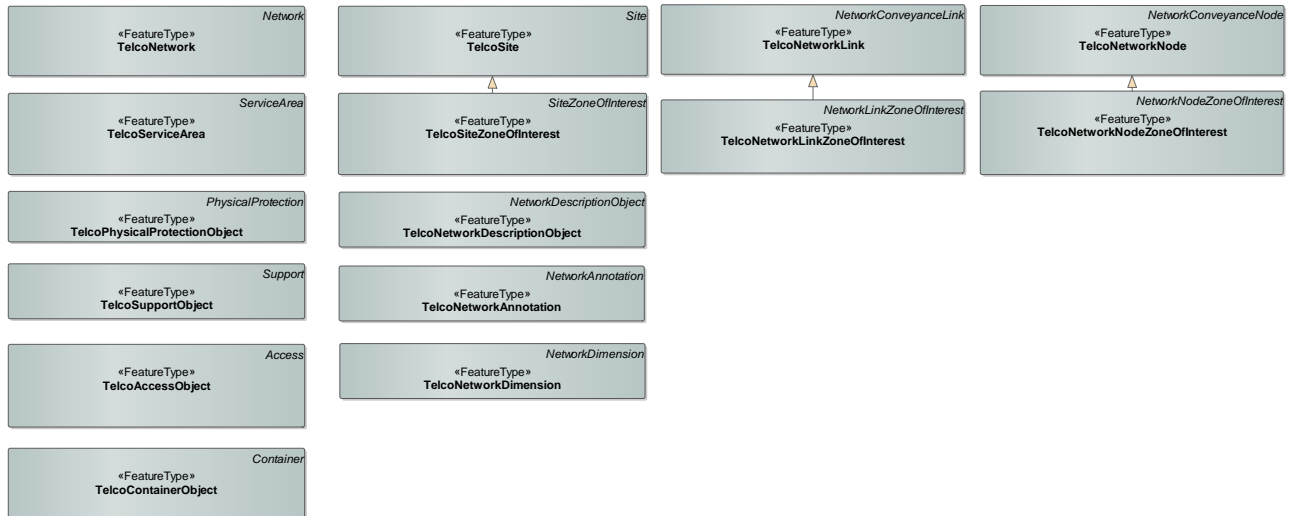 Network
«FeatureType»
TelcoNetwork
Site
«FeatureType»
TelcoSite
NetworkConveyanceLink
«FeatureType»
TelcoNetworkLink
NetworkConveyanceNode
«FeatureType»
TelcoNetworkNode
ServiceArea
«FeatureType»
TelcoServiceArea
SiteZoneOfInterest
«FeatureType»
TelcoSiteZoneOfInterest
NetworkLinkZoneOfInterest
«FeatureType»
TelcoNetworkLinkZoneOfInterest
NetworkNodeZoneOfInterest
«FeatureType»
TelcoNetworkNodeZoneOfInterest
PhysicalProtection
«FeatureType»
TelcoPhysicalProtectionObject
NetworkDescriptionObject
«FeatureType»
TelcoNetworkDescriptionObject
Support
«FeatureType»
TelcoSupportObject
NetworkAnnotation
«FeatureType»
TelcoNetworkAnnotation
Access
«FeatureType»
TelcoAccessObject
NetworkDimension
«FeatureType»
TelcoNetworkDimension
Container
«FeatureType»
TelcoContainerObject